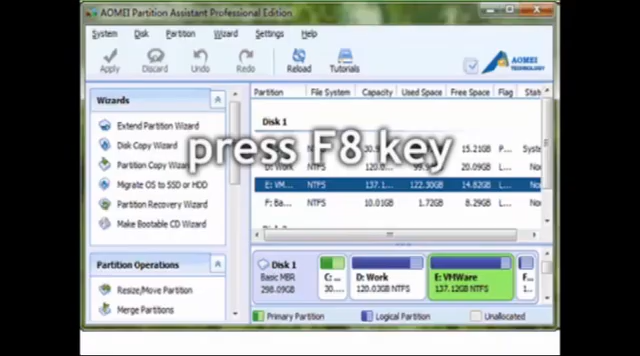 AOMEI Partition Assistant Professional Edition
System Disk Partition Wizard Settings Help
Apply Discard Undo Redo Reload Tutorials
AOMEI
TECHNOLOGY
Wizards
Extend Partition Wizard
Disk Copy Wizard
Partition Copy Wizard
Migrate OS to SSD or HDD
Partition Recovery Wizard
Make Bootable CD Wizard
Partition Operations
Resize/Move Partition
Merge Partitions
Partition File System Capacity Used Space Free Space Flag
Disk 1
15.21GB P...
E: VM... NTFS 137.1... 122.30GB 14.82GB L...
F: Ba... NTFS 10.01GB 1.72GB 8.29GB L...
press F8 key
Disk 1
Basic MBR
298.09GB
C: ...
30....
D: Work
120.03GB NTFS
E: VMWare
137.12GB NTFS
F...
Primary Partition Logical Partition Unallocated